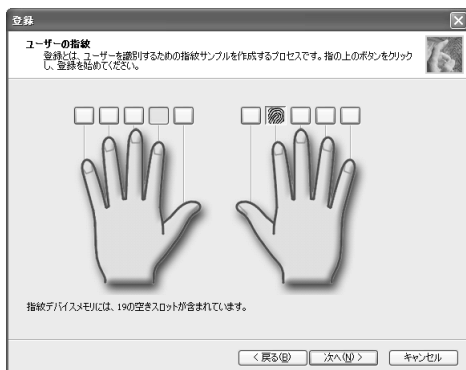 登録
ユーザーの指紋
登録とは、ユーザーを識別するための指紋サンプルを作成するプロセスです。指の上のボタンをクリック
し、登録を始めてください。
指紋デバイスメモリには、19の空きスロットが含まれています。
< 戻る(B)
次へ(N) >
キャンセル